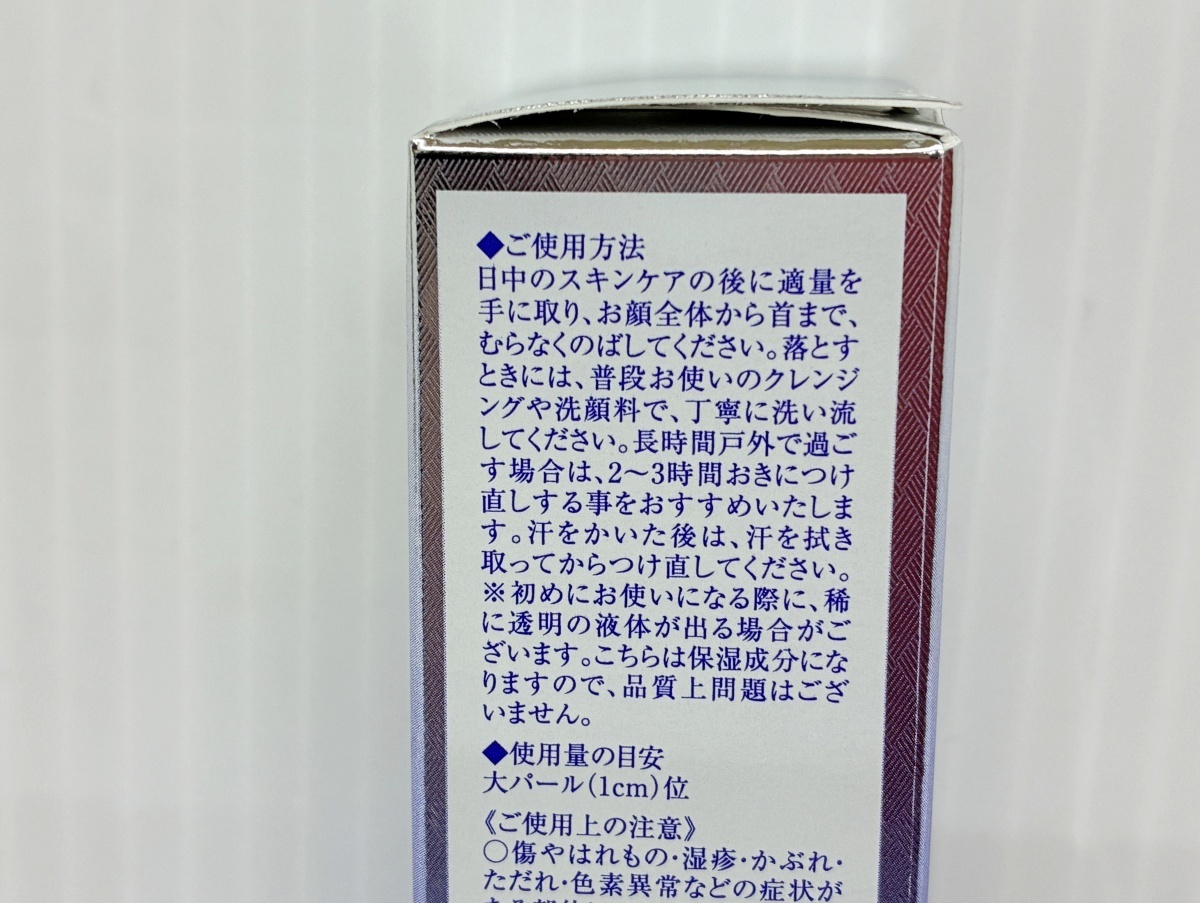 ◆ご使用方法
日中のスキンケアの後に適量を
手に取り、お顔全体から首まで、
むらなくのばしてください。落とす
ときには、普段お使いのクレンジ
ングや洗顔料で、丁寧に洗い流
してください。長時間戸外で過ご
す場合は、2〜3時間おきにつけ
直しする事をおすすめいたしま
す。汗をかいた後は、汗を拭き
取ってからつけ直してください。
※初めにお使いになる際に、稀
に透明の液体が出る場合がご
ざいます。こちらは保湿成分にな
りますので、品質上問題はござ
いません。
◆使用量の目安
大パール(1cm)位
《ご使用上の注意》
○傷やはれもの・湿疹・かぶれ・
ただれ・色素異常などの症状が